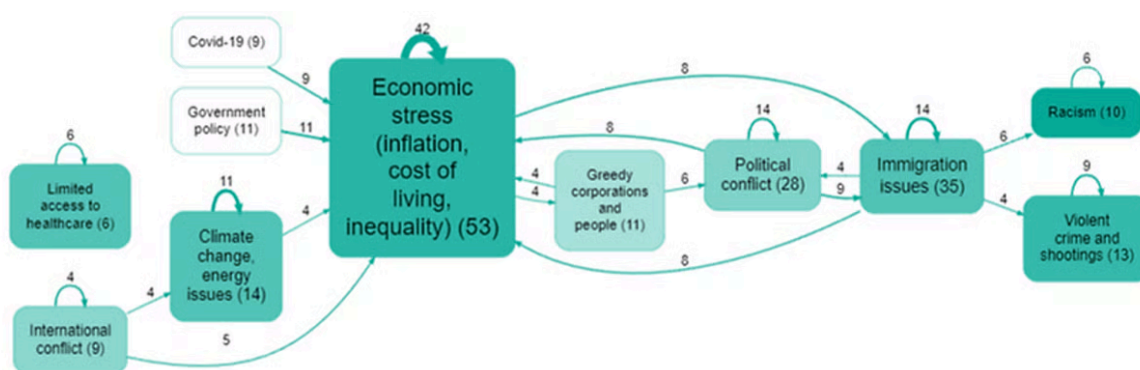 42
Covid-19 (9)
9
Economic
stress
(inflation,
cost of
living,
inequality) (53)
Government
policy (11)
11
6
Limited
access to
healthcare (6)
11
Climate
change,
energy
issues (14)
4
4
International
conflict (9)
4
5
8
8
4
4
Greedy
corporations
and
people (11)
6
14
Political
conflict (28)
4
9
14
Immigration
issues (35)
8
6
Racism (10)
6
4
9
Violent
crime and
shootings (13)